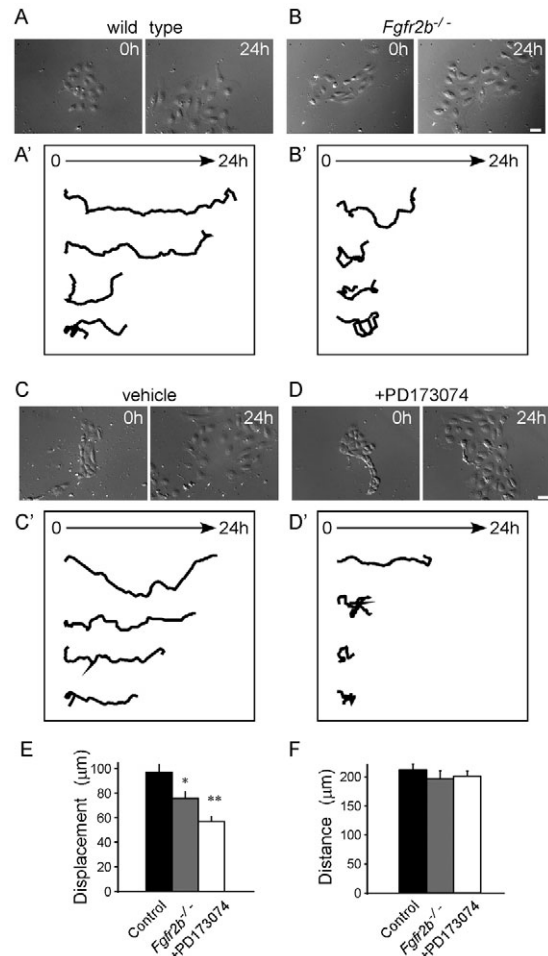 A wild type B Fgfr2b-/-
0h 24h 0h 24h
A' B'
0 24h 0 24h
C vehicle D +PD173074
0h 24h 0h 24h
C' D'
0 24h 0 24h
E F
Displacement (μm)
100
80
60
40
20
0
*
**
Control
Fgfr2b-/-
+PD173074
Distance (μm)
200
150
100
50
0
Control
Fgfr2b-/-
+PD173074